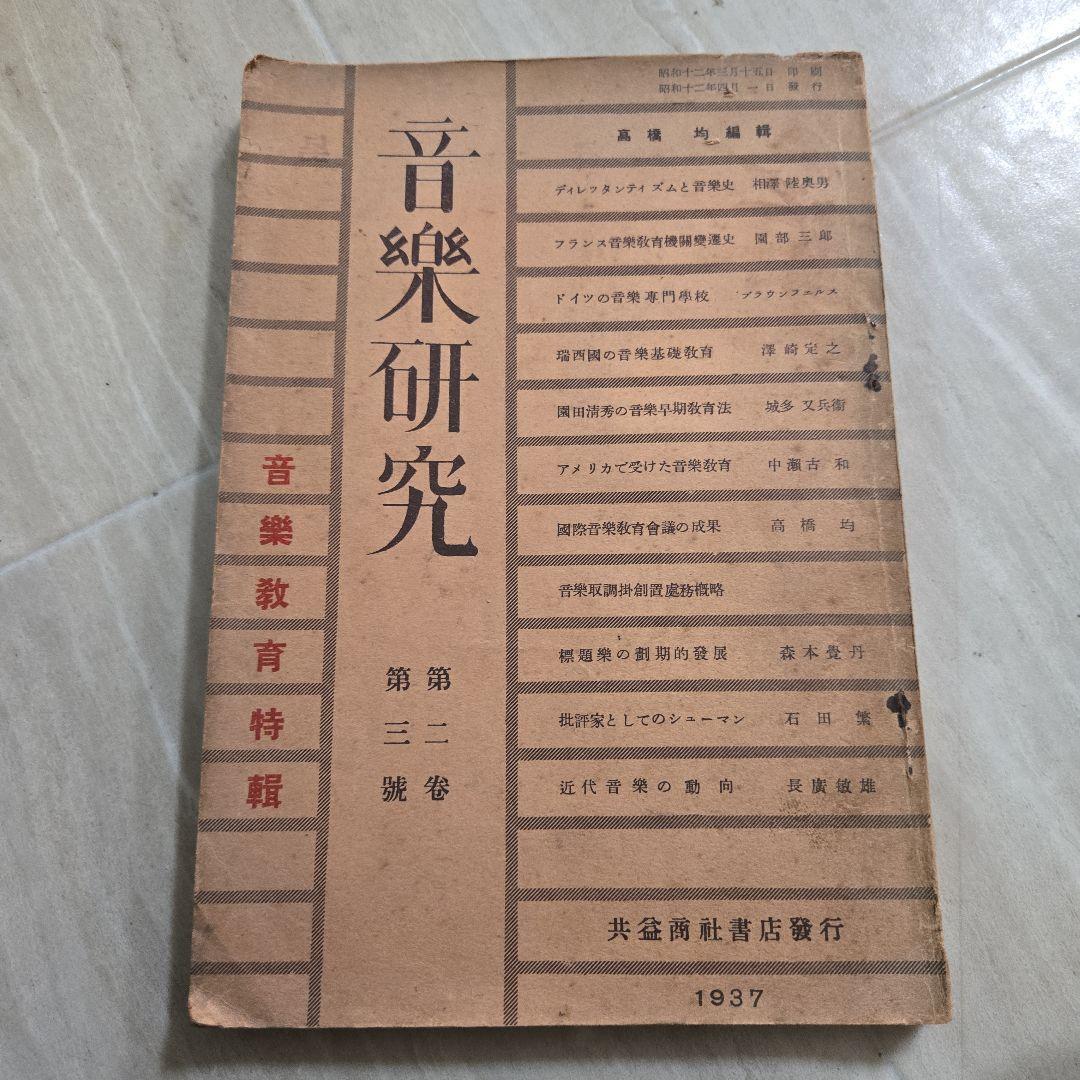 昭和十二年三月十五日 印刷
昭和十二年四月一日 發行
高橋 均 編輯
ディレッタンティズムと音樂史 相澤 陸奥男
フランス音樂敎育機關變遷史 園部三郎
ドイツの音樂專門學校 ブラウンフェルス
瑞西國の音樂基礎敎育 澤崎定之
園田清秀の音樂早期敎育法 城多 又兵衞
アメリカで受けた音樂敎育 中瀨古 和
國際音樂敎育會議の成果 高橋 均
音樂取調掛創置處務槪略
標題樂の劃期的發展 森本覺丹
批評家としてのシューマン 石田 繁
近代音樂の動向 長廣敏雄
共益商社書店發行
1937
音樂研究
第二卷
第三號
音樂敎育特輯